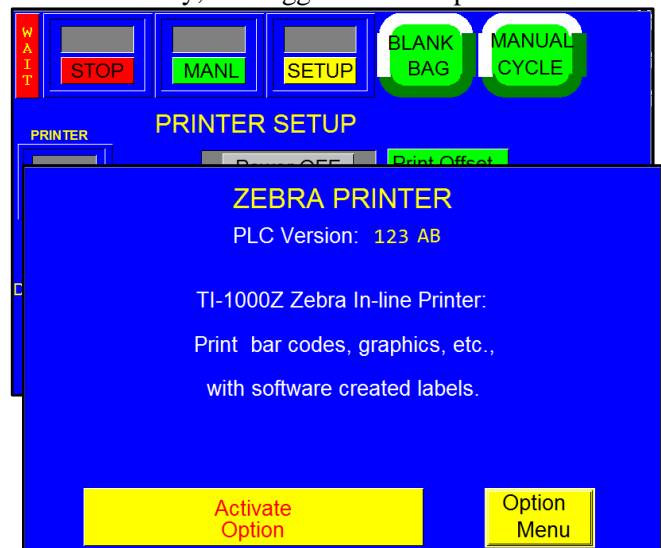 WAIT
STOP MANL SETUP BLANK MANUAL
BAG CYCLE
PRINTER PRINTER SETUP
Print Offset
ZEBRA PRINTER
PLC Version: 123 AB
TI-1000Z Zebra In-line Printer:
Print bar codes, graphics, etc.,
with software created labels.
Activate Option
Option Menu